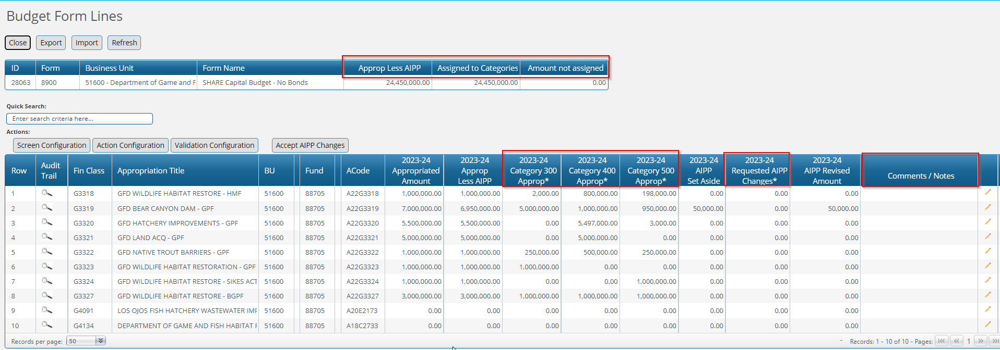 Budget Form Lines
Close Export Import Refresh
ID Form Business Unit Form Name Approp Less AIPP Assigned to Categories Amount not assigned
28063 8900 51600 - Department of Game and F SHARE Capital Budget - No Bonds 24,450,000.00 24,450,000.00 0.00
Quick Search:
Enter search criteria here...
Actions:
Screen Configuration Action Configuration Validation Configuration Accept AIPP Changes
Row Audit Trail Fin Class Appropriation Title BU Fund ACode 2023-24 Appropriated Amount 2023-24 Approp Less AIPP 2023-24 Category 300 Approp* 2023-24 Category 400 Approp* 2023-24 Category 500 Approp* 2023-24 AIPP Set Aside 2023-24 Requested AIPP Changes* 2023-24 AIPP Revised Amount Comments / Notes
1 G3318 GFD WILDLIFE HABITAT RESTORE - HMF 51600 88705 A22G3318 1,000,000.00 1,000,000.00 2,000.00 800,000.00 198,000.00 0.00 0.00 0.00
2 G3319 GFD BEAR CANYON DAM - GPF 51600 88705 A22G3319 7,000,000.00 6,950,000.00 5,000,000.00 1,000,000.00 950,000.00 50,000.00 0.00 50,000.00
3 G3320 GFD HATCHERY IMPROVEMENTS - GPF 51600 88705 A22G3320 5,500,000.00 5,500,000.00 0.00 5,497,000.00 3,000.00 0.00 0.00 0.00
4 G3321 GFD LAND ACQ - GPF 51600 88705 A22G3321 5,000,000.00 5,000,000.00 0.00 5,000,000.00 0.00 0.00 0.00 0.00
5 G3322 GFD NATIVE TROUT BARRIERS - GPF 51600 88705 A22G3322 1,000,000.00 1,000,000.00 250,000.00 500,000.00 250,000.00 0.00 0.00 0.00
6 G3323 GFD WILDLIFE HABITAT RESTORATION - GPF 51600 88705 A22G3323 1,000,000.00 1,000,000.00 1,000,000.00 0.00 0.00 0.00 0.00 0.00
7 G3324 GFD WILDLIFE HABITAT RESTORE - SIKES ACT 51600 88705 A22G3324 1,000,000.00 1,000,000.00 0.00 0.00 1,000,000.00 0.00 0.00 0.00
8 G3327 GFD WILDLIFE HABITAT RESTORE - BGPF 51600 88705 A22G3327 3,000,000.00 3,000,000.00 1,000,000.00 1,000,000.00 1,000,000.00 0.00 0.00 0.00
9 G4091 LOS OJOS FISH HATCHERY WASTEWATER IMF 51600 88705 A20E2173 0.00 0.00 0.00 0.00 0.00 0.00 0.00 0.00
10 G4134 DEPARTMENT OF GAME AND FISH HABITAT F 51600 88705 A18C2733 0.00 0.00 0.00 0.00 0.00 0.00 0.00 0.00
Records per page: 50 - Records: 1 - 10 of 10 - Pages: 1